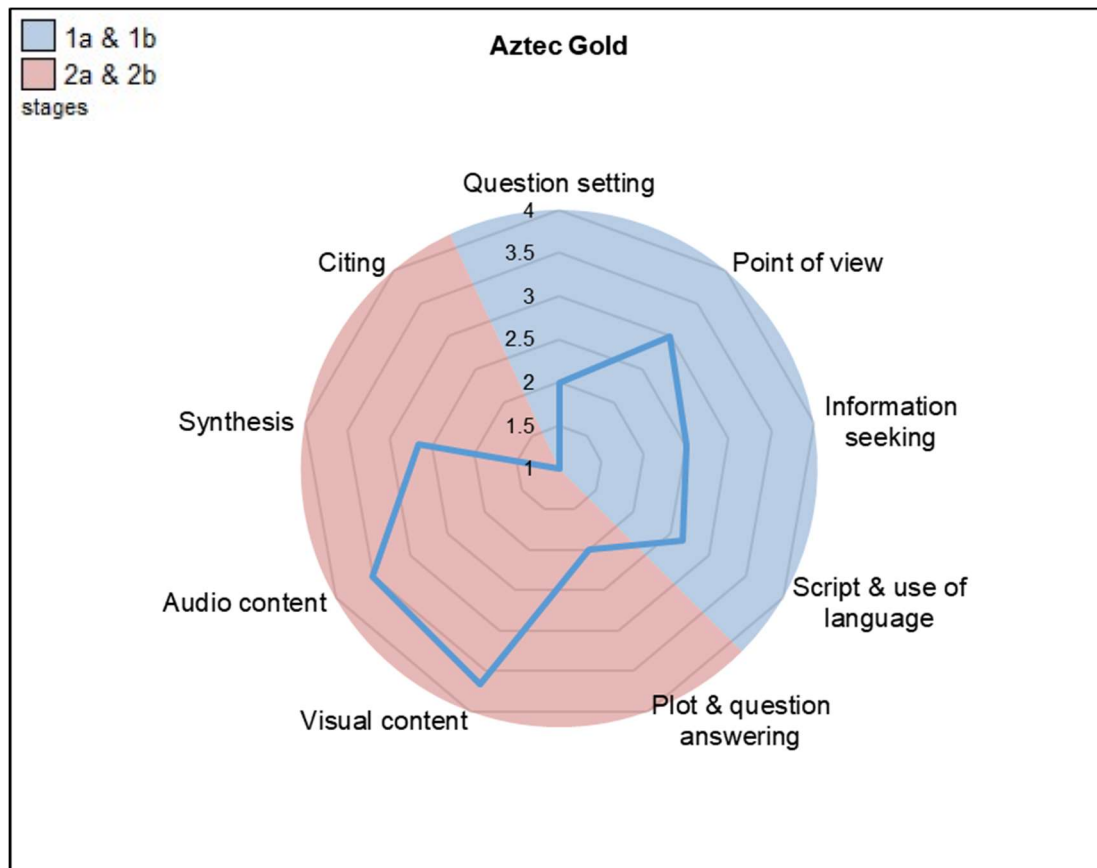 1a & 1b
2a & 2b
stages
Aztec Gold
Question setting
4
3.5
3
2.5
2
1.5
1
Point of view
Information
seeking
Script & use of
language
Plot & question
answering
Visual content
Audio content
Synthesis
Citing